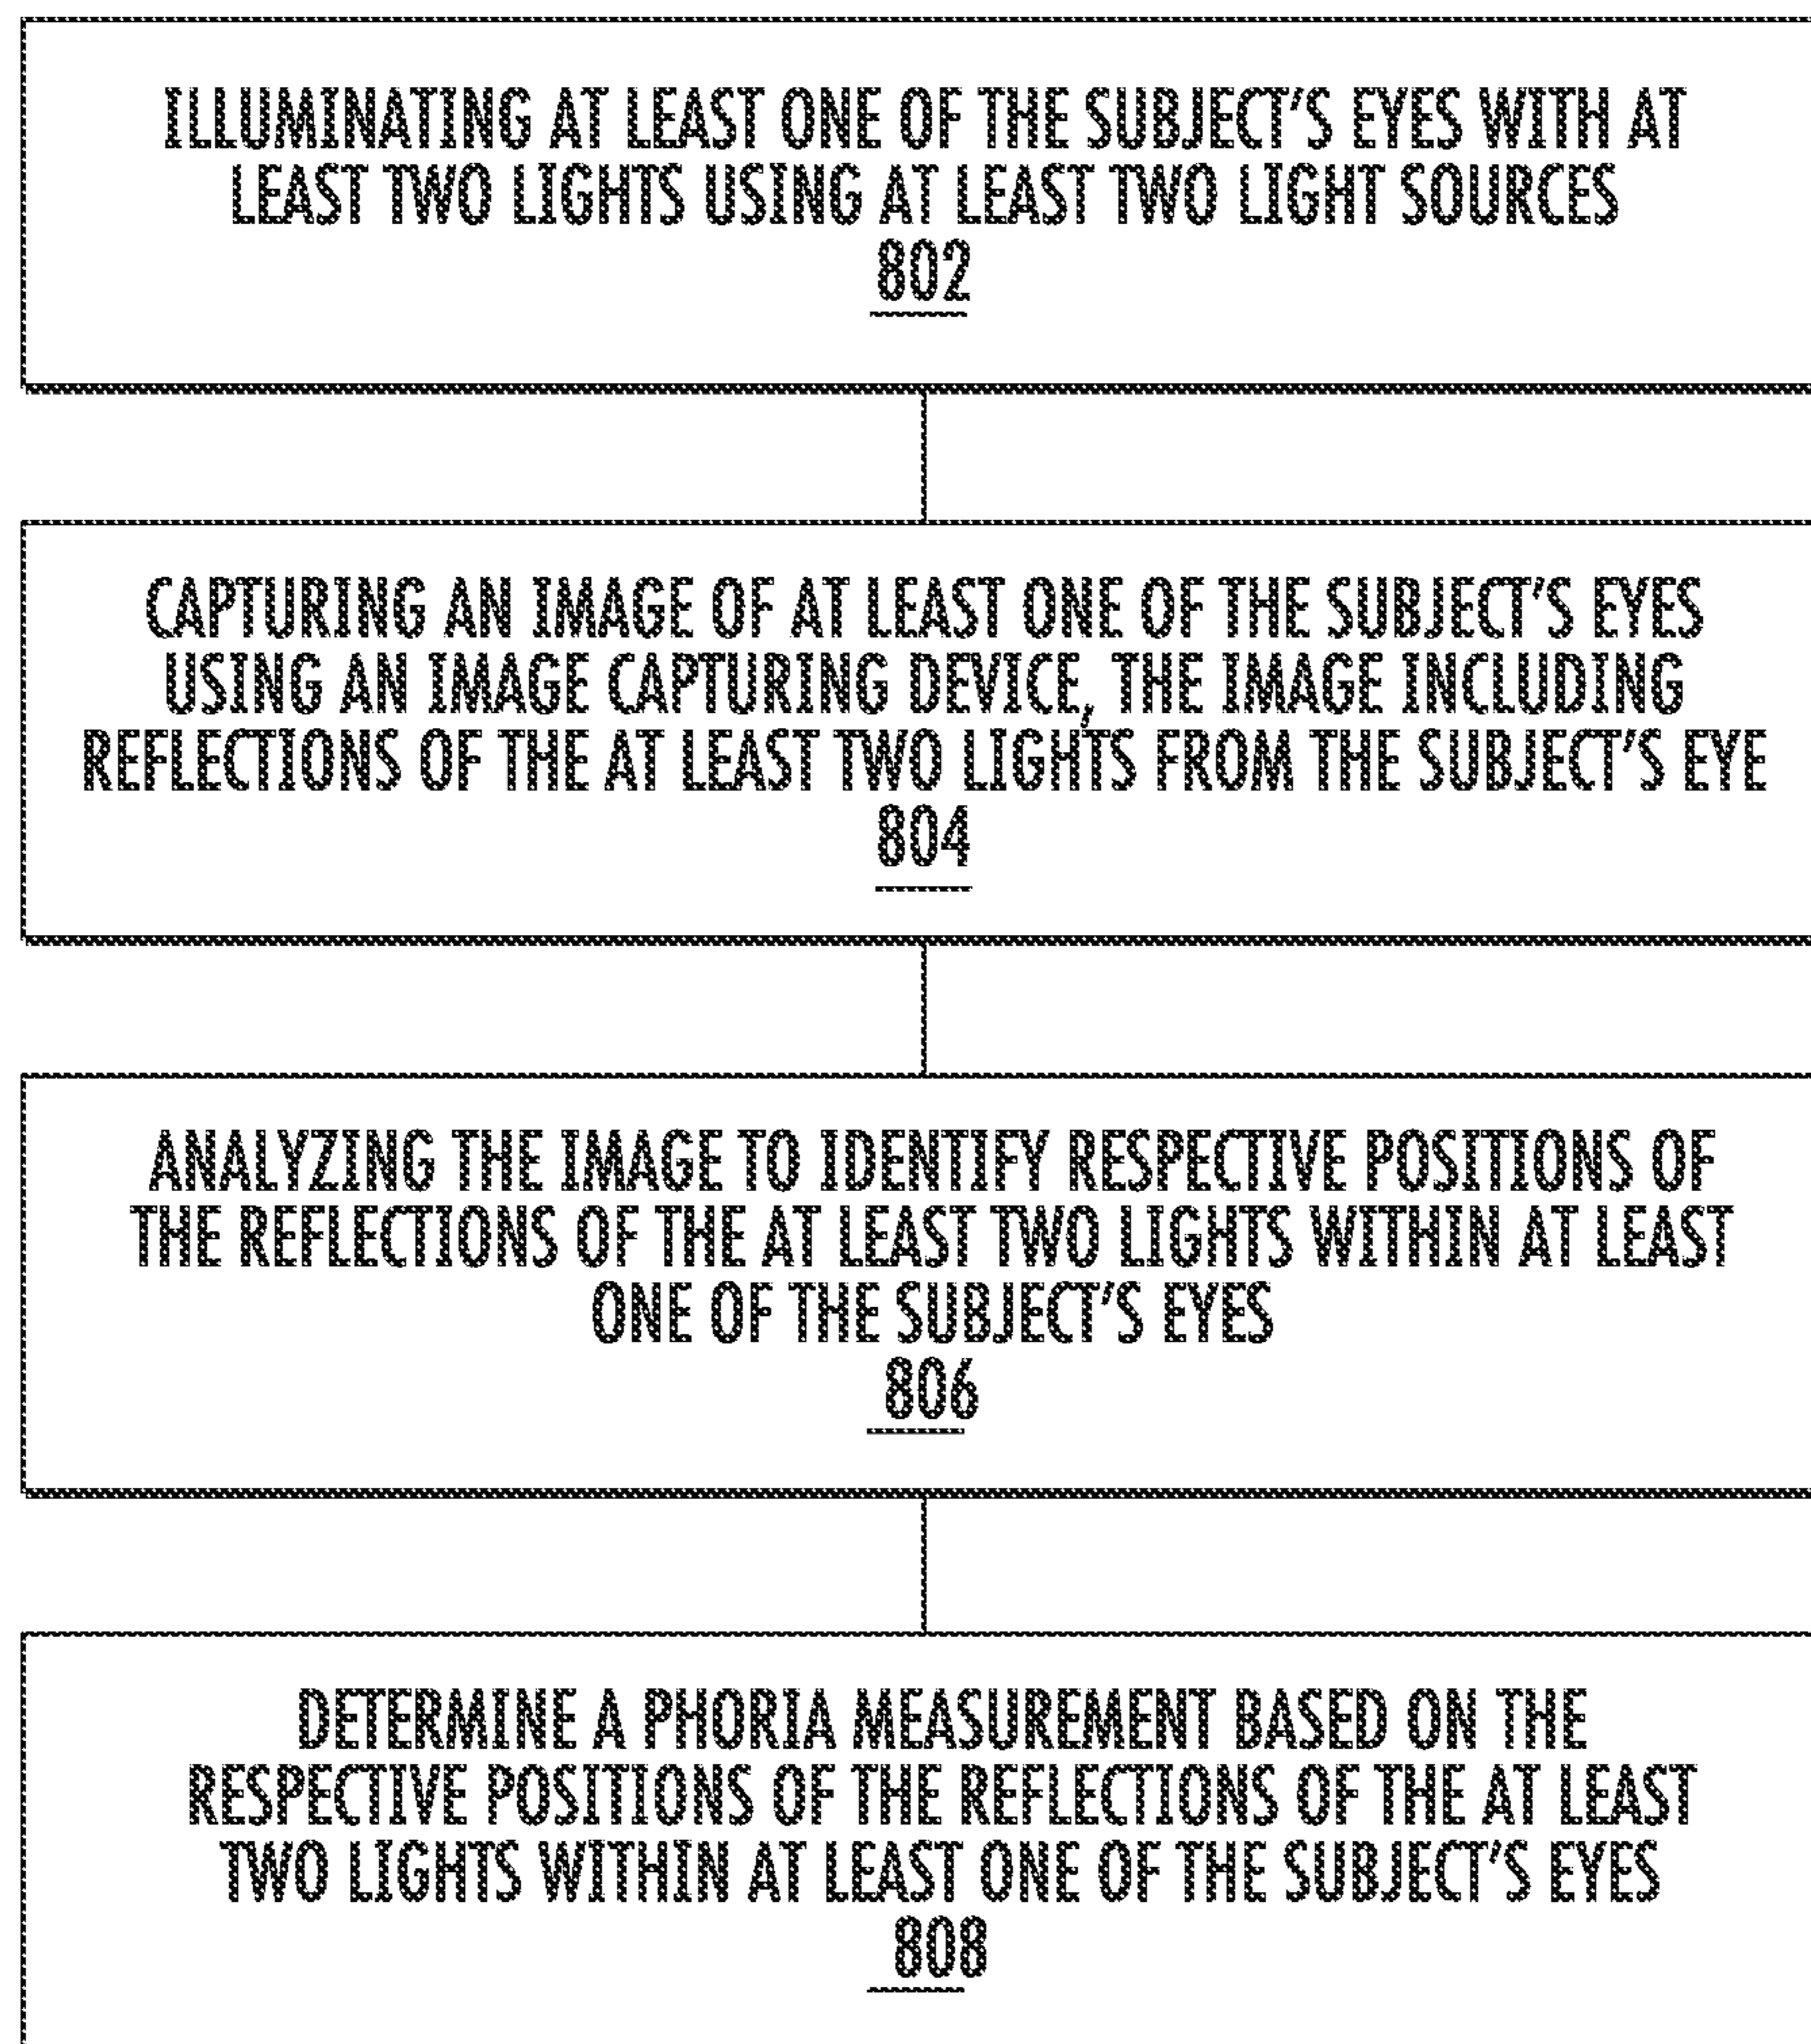 ILLUMINATING AT LEAST ONE OF THE SUBJECT'S EYES WITH AT
LEAST TWO LIGHTS USING AT LEAST TWO LIGHT SOURCES
802
CAPTURING AN IMAGE OF AT LEAST ONE OF THE SUBJECT'S EYES
USING AN IMAGE CAPTURING DEVICE, THE IMAGE INCLUDING
REFLECTIONS OF THE AT LEAST TWO LIGHTS FROM THE SUBJECT'S EYE
804
ANALYZING THE IMAGE TO IDENTIFY RESPECTIVE POSITIONS OF
THE REFLECTIONS OF THE AT LEAST TWO LIGHTS WITHIN AT LEAST
ONE OF THE SUBJECT'S EYES
806
DETERMINE A PHORIA MEASUREMENT BASED ON THE
RESPECTIVE POSITIONS OF THE REFLECTIONS OF THE AT LEAST
TWO LIGHTS WITHIN AT LEAST ONE OF THE SUBJECT'S EYES
808